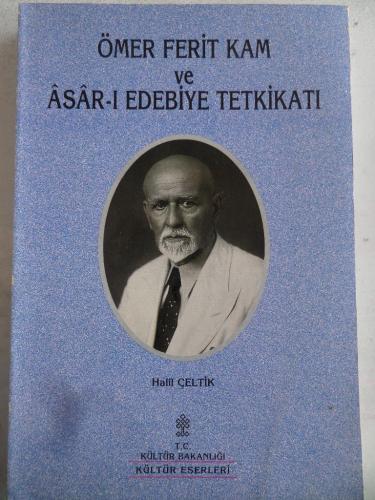 ÖMER FERİT KAM
ve
ÂSÂR-I EDEBİYE TETKİKATI
Halil ÇELTİK
T.C.
KÜLTÜR BAKANLIĞI
KÜLTÜR ESERLERİ